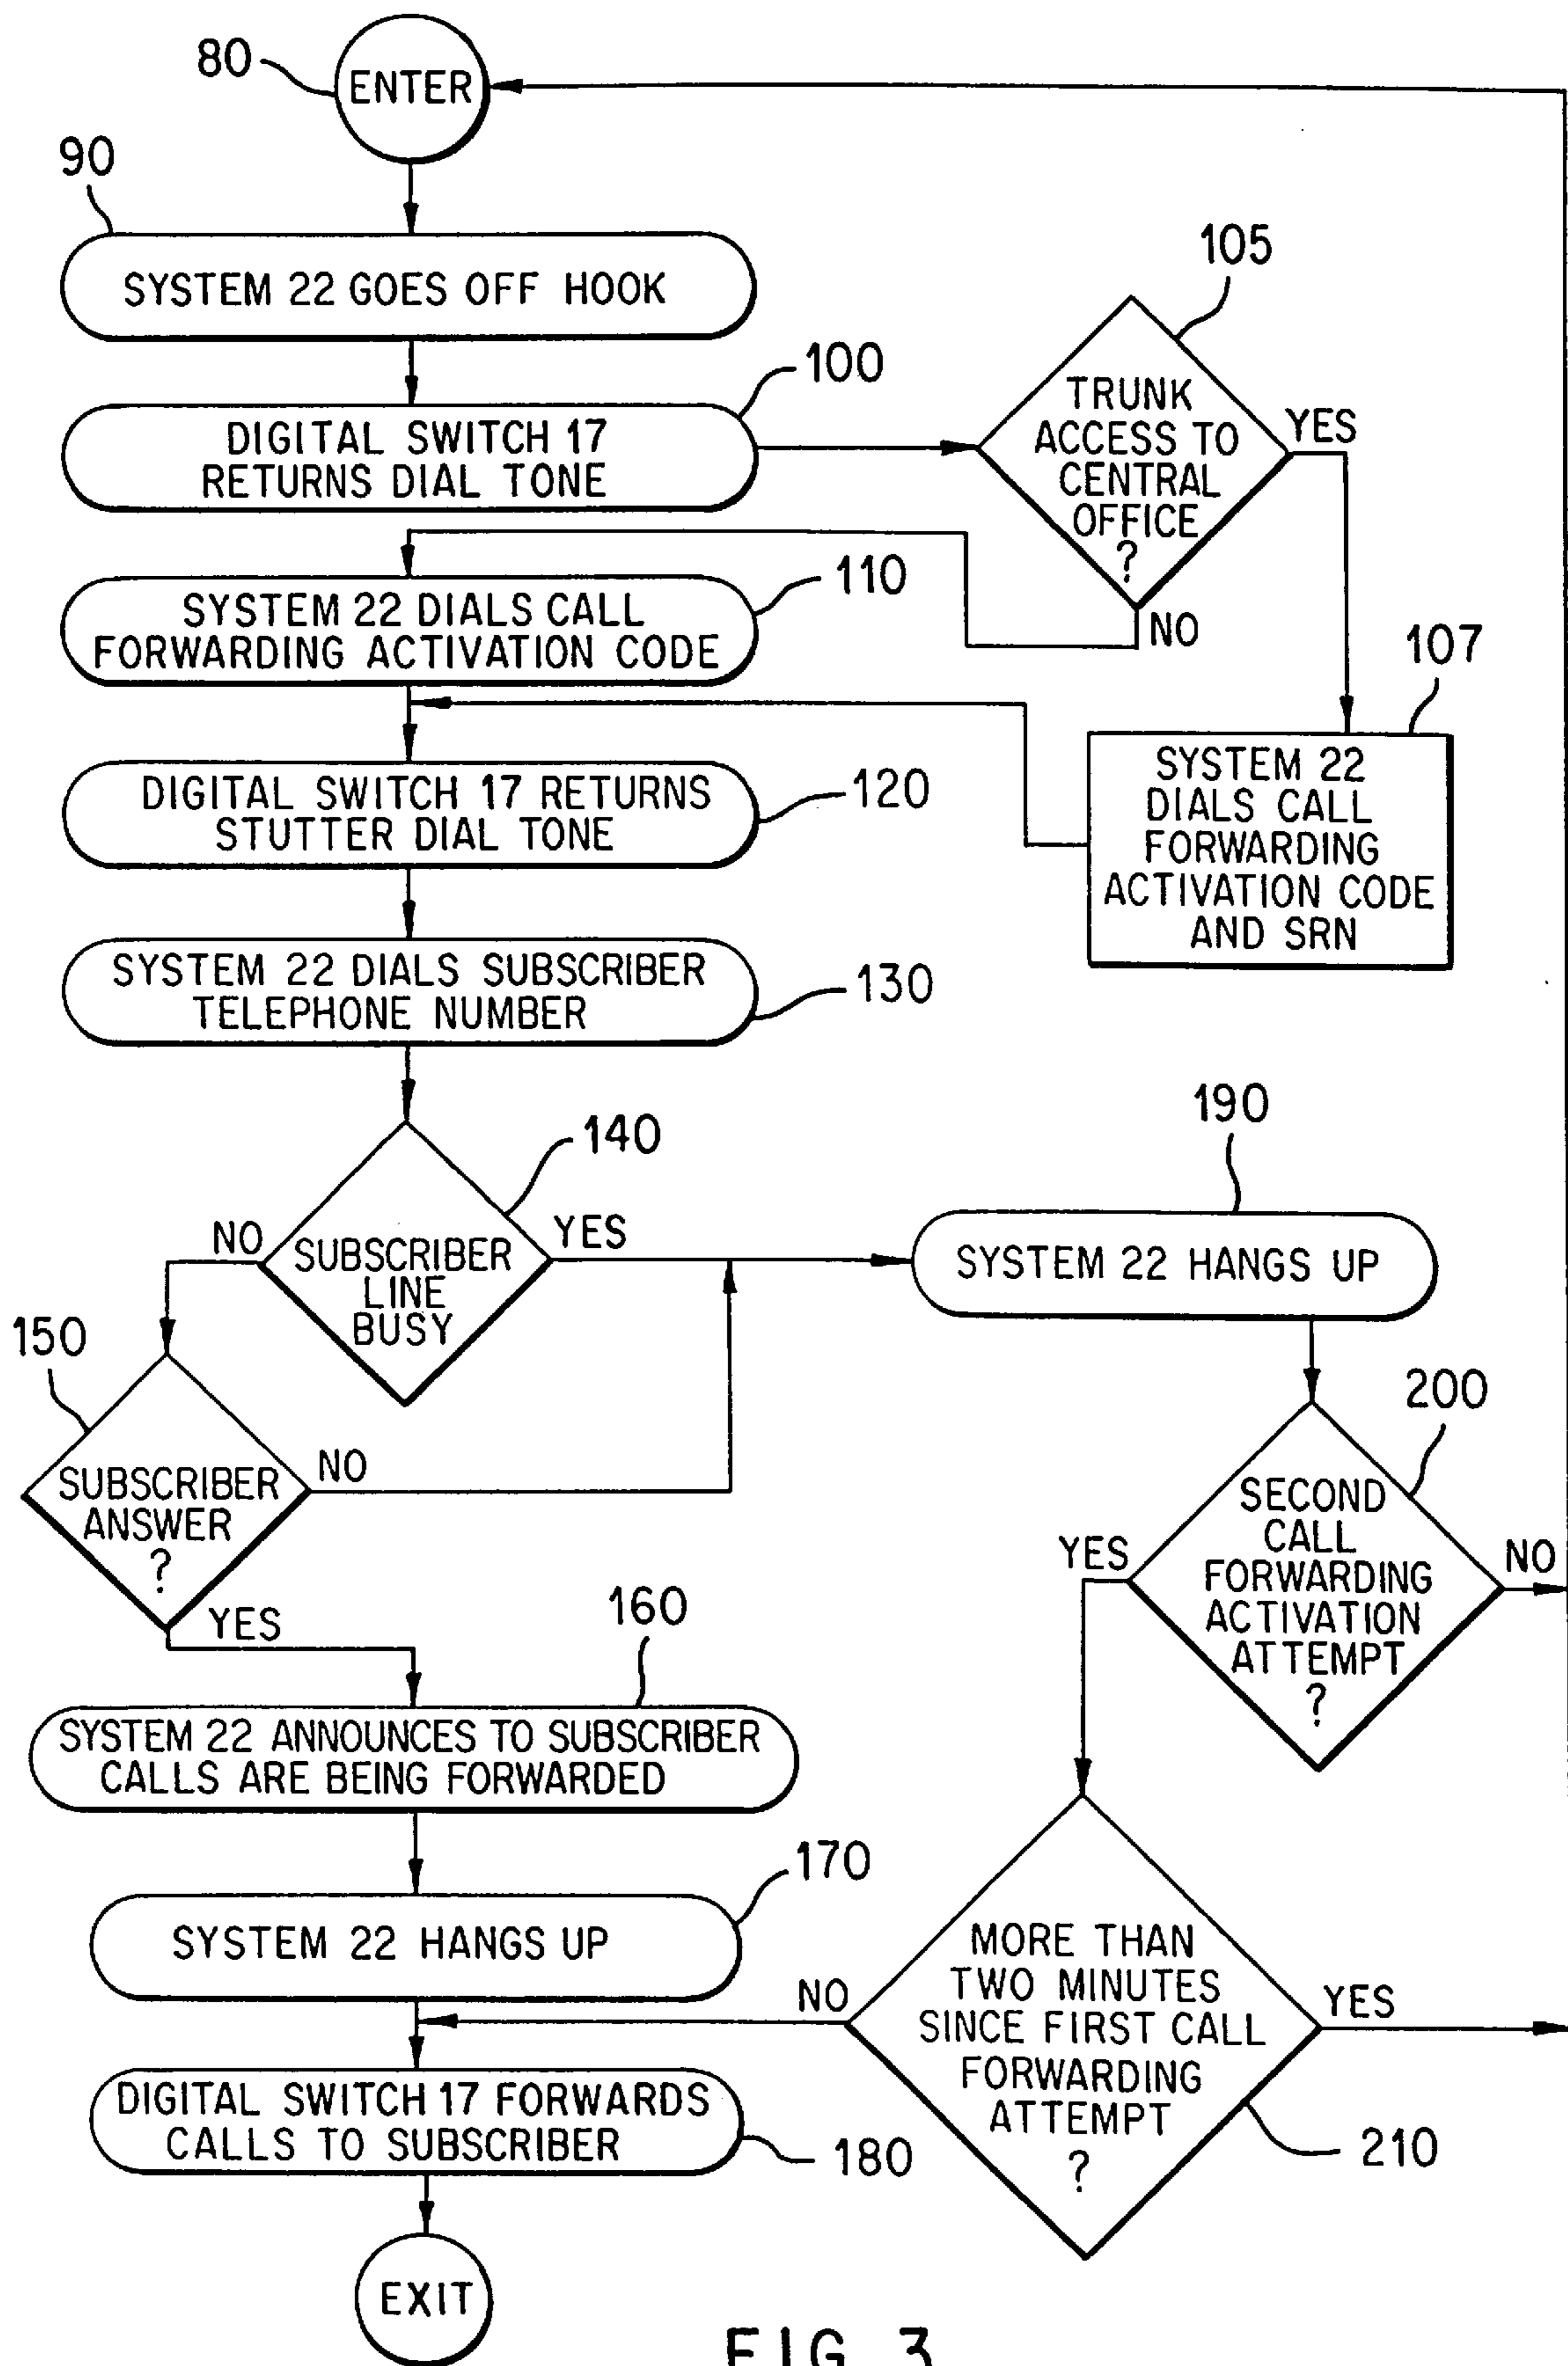 80
ENTER
90
SYSTEM 22 GOES OFF HOOK
105
100
DIGITAL SWITCH 17
RETURNS DIAL TONE
TRUNK
ACCESS TO
CENTRAL
OFFICE
?
YES
NO
110
SYSTEM 22 DIALS CALL
FORWARDING ACTIVATION CODE
107
SYSTEM 22
DIALS CALL
FORWARDING
ACTIVATION CODE
AND SRN
DIGITAL SWITCH 17 RETURNS
STUTTER DIAL TONE
120
SYSTEM 22 DIALS SUBSCRIBER
TELEPHONE NUMBER
130
140
NO
SUBSCRIBER
LINE
BUSY
YES
190
SYSTEM 22 HANGS UP
150
SUBSCRIBER
ANSWER
?
NO
YES
200
SECOND
CALL
FORWARDING
ACTIVATION
ATTEMPT
?
YES
NO
160
SYSTEM 22 ANNOUNCES TO SUBSCRIBER
CALLS ARE BEING FORWARDED
170
SYSTEM 22 HANGS UP
MORE THAN
TWO MINUTES
SINCE FIRST CALL
FORWARDING
ATTEMPT
?
NO
YES
210
DIGITAL SWITCH 17 FORWARDS
CALLS TO SUBSCRIBER
180
EXIT
FIG. 3